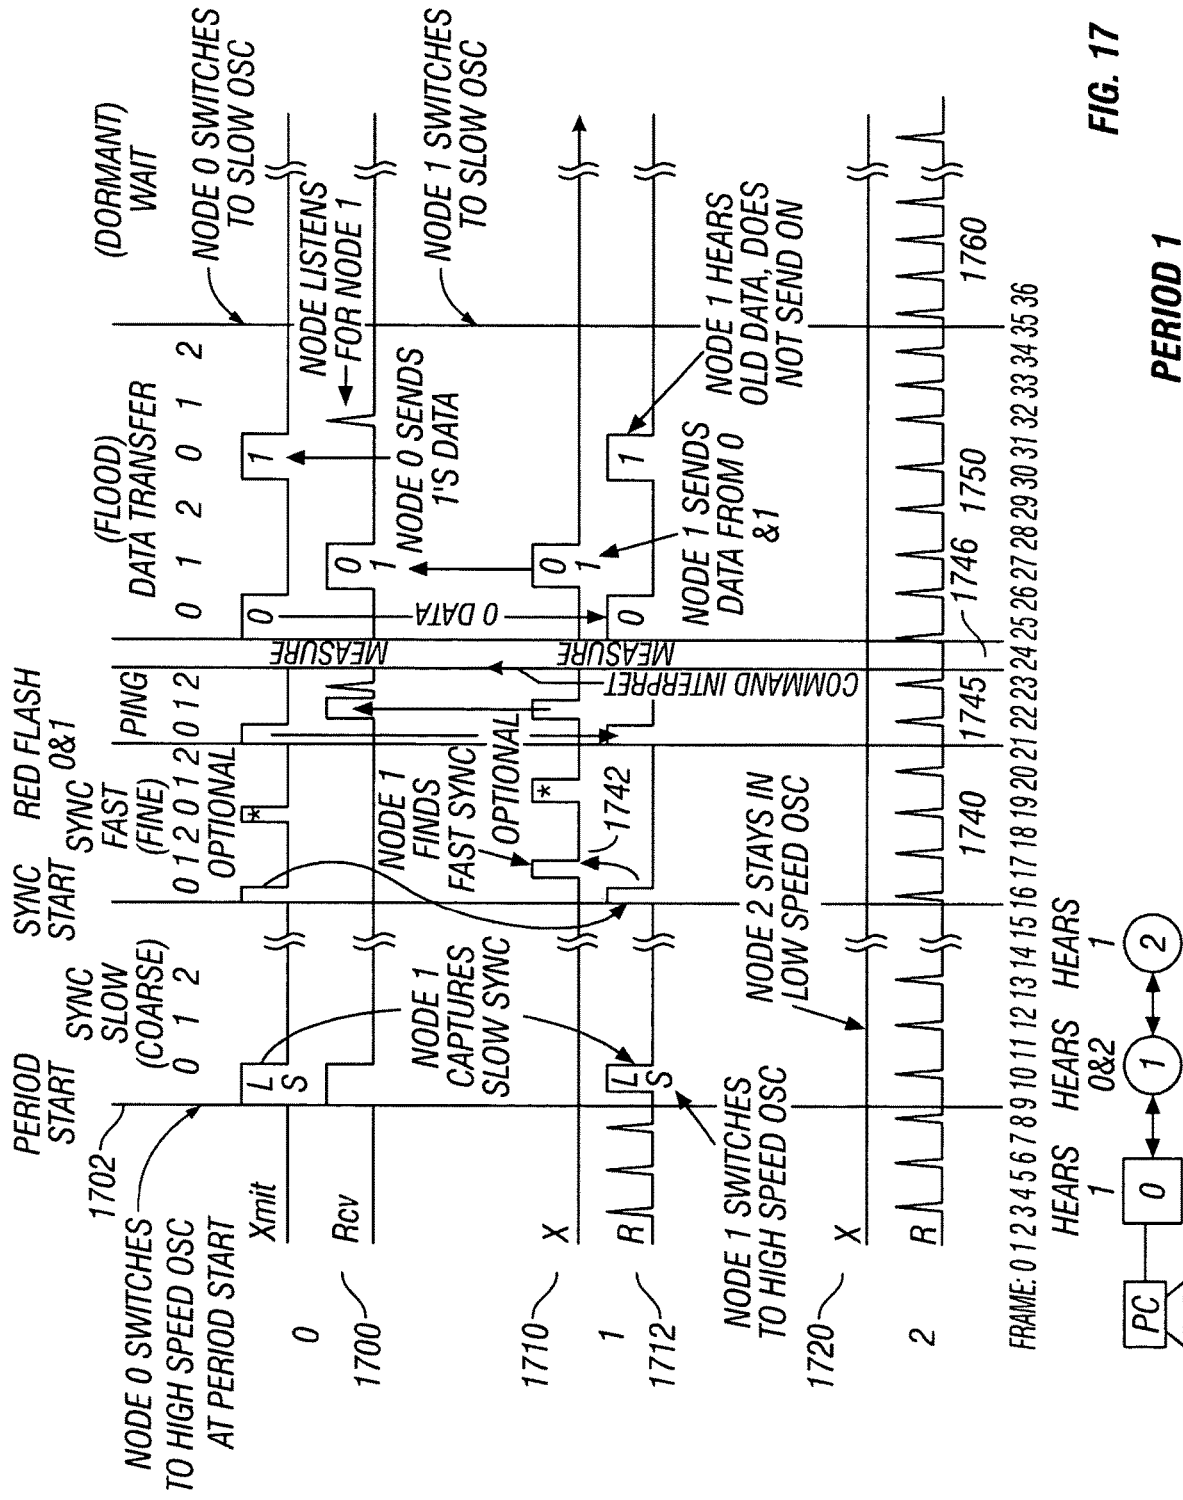 PERIOD
START
SYNC
SLOW
(COARSE)
0 1 2
SYNC
START
RED FLASH
SYNC 0&1
FAST
(FINE)
0 1 2 0 1 2
OPTIONAL
PING
0 1 2
(FLOOD)
DATA TRANSFER
0 1 2 0 1 2
(DORMANT)
WAIT
1702
NODE 0 SWITCHES
TO HIGH SPEED OSC
AT PERIOD START
NODE 0 SWITCHES
TO SLOW OSC
0
Xmit
L
S
*
0
1
Rcv
1700
0
1
MEASURE
NODE LISTENS
FOR NODE 1
NODE 0 SENDS
1'S DATA
NODE 1
CAPTURES
SLOW SYNC
NODE 1
FINDS
FAST SYNC
OPTIONAL
0 DATA
COMMAND INTERPRET
NODE 1 SWITCHES
TO SLOW OSC
1710
X
*
0
1
1
1712
R
L
S
1742
MEASURE
0
1
NODE 1 SWITCHES
TO HIGH SPEED OSC
NODE 1 SENDS
DATA FROM 0
&1
NODE 1 HEARS
OLD DATA, DOES
NOT SEND ON
NODE 2 STAYS IN
LOW SPEED OSC
1720
X
2
R
1740
1745
1746
1750
1760
FRAME: 0 1 2 3 4 5 6 7 8 9 10 11 12 13 14 15 16 17 18 19 20 21 22 23 24 25 26 27 28 29 30 31 32 33 34 35 36
HEARS
1
HEARS
0&2
HEARS
1
PC
0
1
2
PERIOD 1
FIG. 17